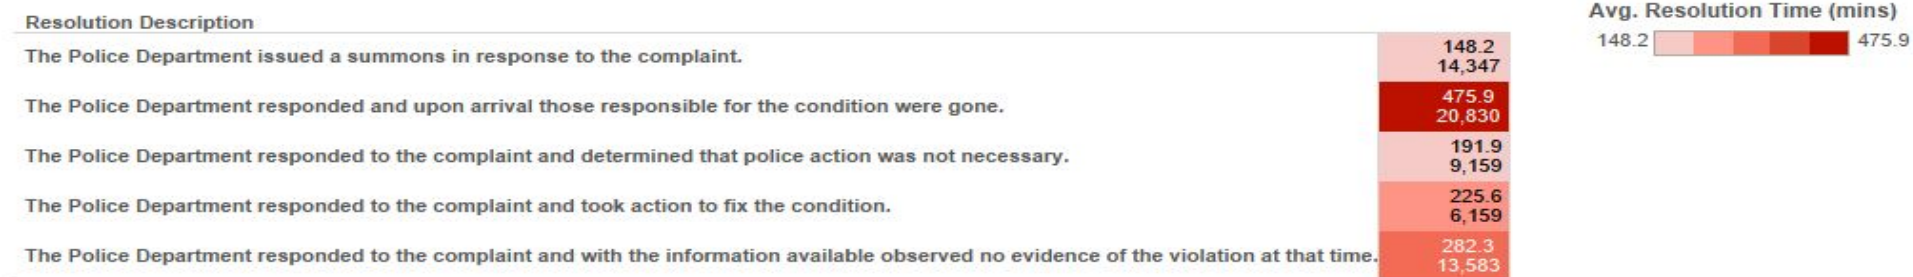 Avg. Resolution Time (mins)
148.2 475.9
Resolution Description
The Police Department issued a summons in response to the complaint.
148.2
14,347
The Police Department responded and upon arrival those responsible for the condition were gone.
475.9
20,830
The Police Department responded to the complaint and determined that police action was not necessary.
191.9
9,159
The Police Department responded to the complaint and took action to fix the condition.
225.6
6,159
The Police Department responded to the complaint and with the information available observed no evidence of the violation at that time.
282.3
13,583